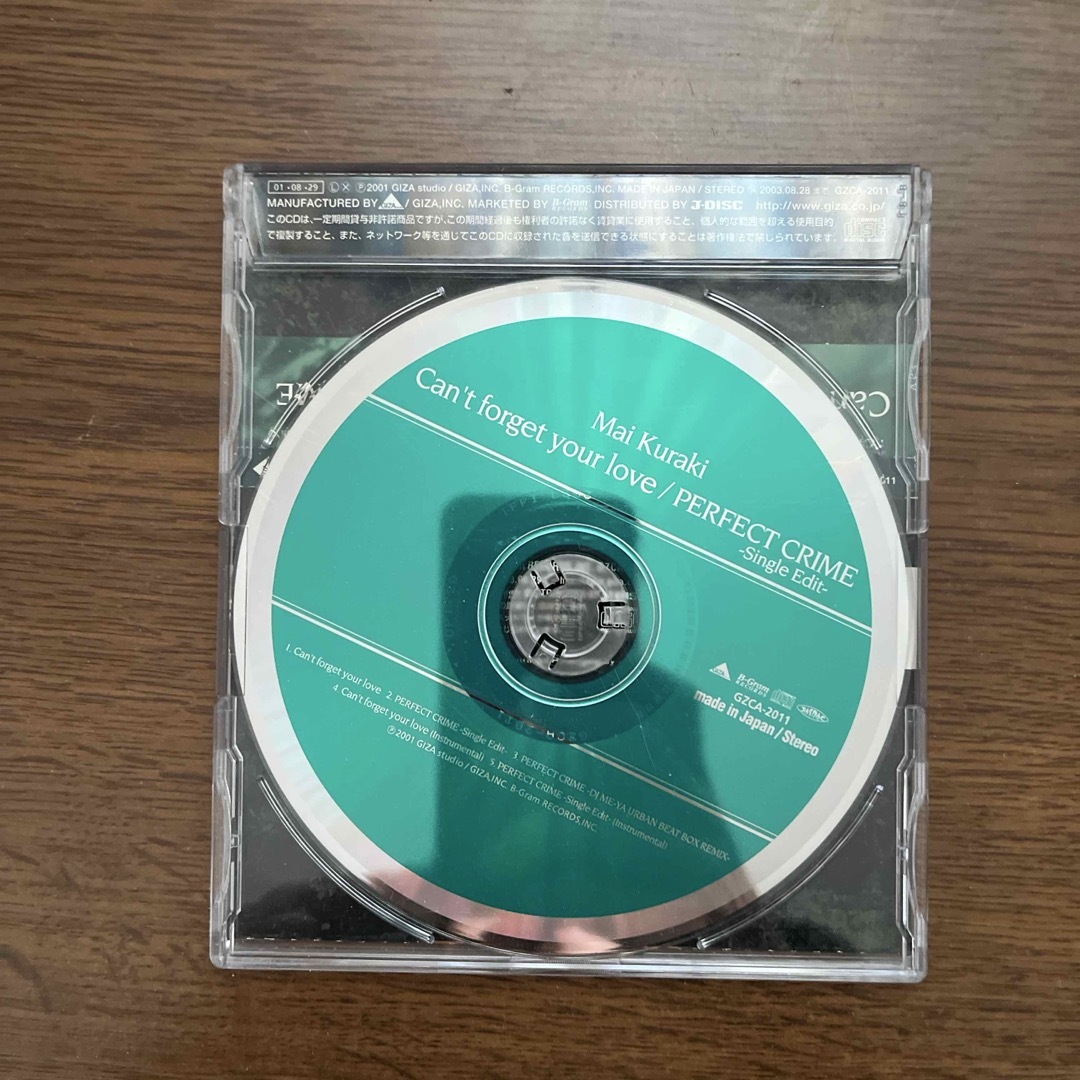 01・08・29 Ⓛ X ℗2001 GIZA studio / GIZA,INC. B-Gram RECORDS,INC. MADE IN JAPAN / STEREO 2003.08.28 まで GZCA-2011
MANUFACTURED BY GIZA / GIZA,INC. MARKETED BY B-Gram RECORDS DISTRIBUTED BY J-DISC http://www.giza.co.jp/
このCDは、一定期間貸与非許諾商品ですが、この期間経過後も権利者の許諾なく賃貸業に使用すること、個人的な範囲を超える使用目的
で複製すること、また、ネットワーク等を通じてこのCDに収録された音を送信できる状態にすることは著作権法で禁じられています。
COMPACT disc DIGITAL AUDIO
Mai Kuraki
Can't forget your love / PERFECT CRIME
-Single Edit-
B-Gram RECORDS
GZCA-2011
made in Japan / Stereo
1. Can't forget your love 2. PERFECT CRIME -Single Edit- 3. PERFECT CRIME -DJ ME-YA URBAN BEAT BOX REMIX-
4. Can't forget your love (Instrumental) 5. PERFECT CRIME -Single Edit- (Instrumental)
℗2001 GIZA studio / GIZA,INC. B-Gram RECORDS,INC.